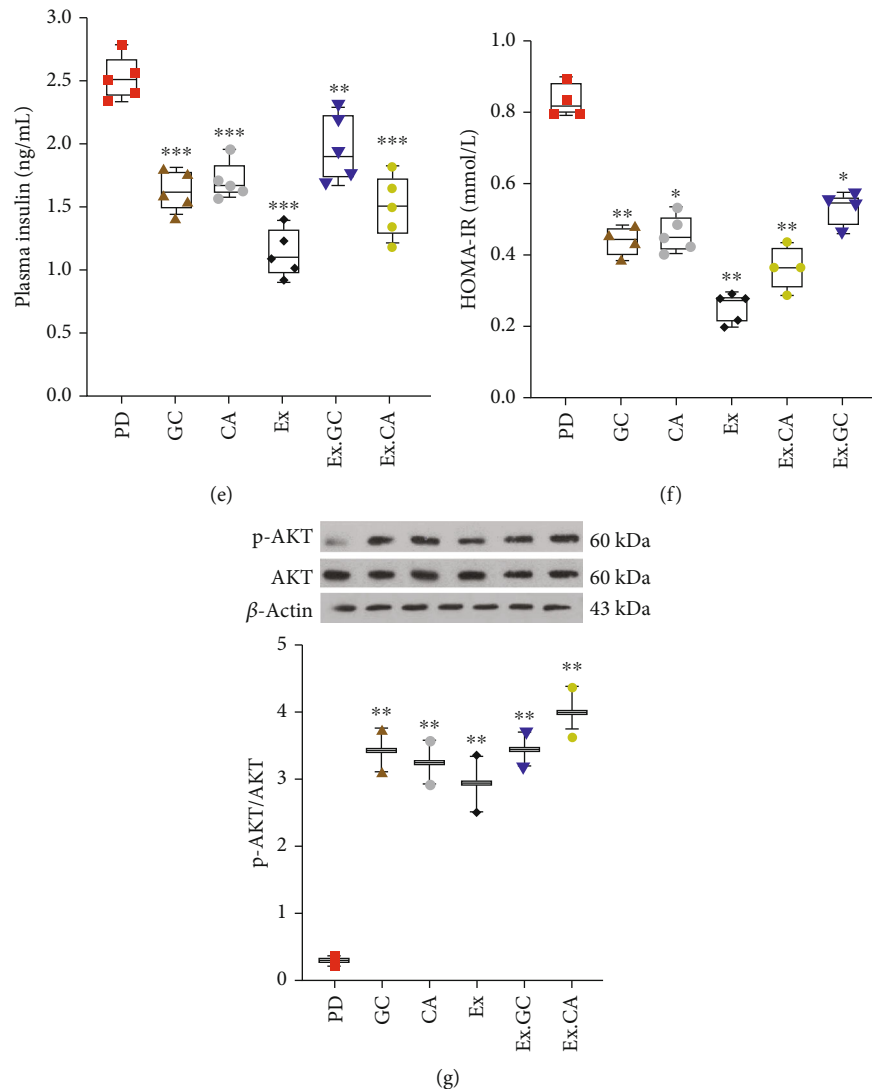 Plasma insulin (ng/mL)
3.0
2.5
2.0
1.5
1.0
0.5
0.0
***
***
***
**
***
PD
GC
CA
Ex
Ex.GC
Ex.CA
(e)
HOMA-IR (mmol/L)
1.0
0.8
0.6
0.4
0.2
0.0
**
*
**
**
*
PD
GC
CA
Ex
Ex.CA
Ex.GC
(f)
p-AKT 60 kDa
AKT 60 kDa
β-Actin 43 kDa
p-AKT/AKT
5
4
3
2
1
0
**
**
**
**
**
PD
GC
CA
Ex
Ex.GC
Ex.CA
(g)